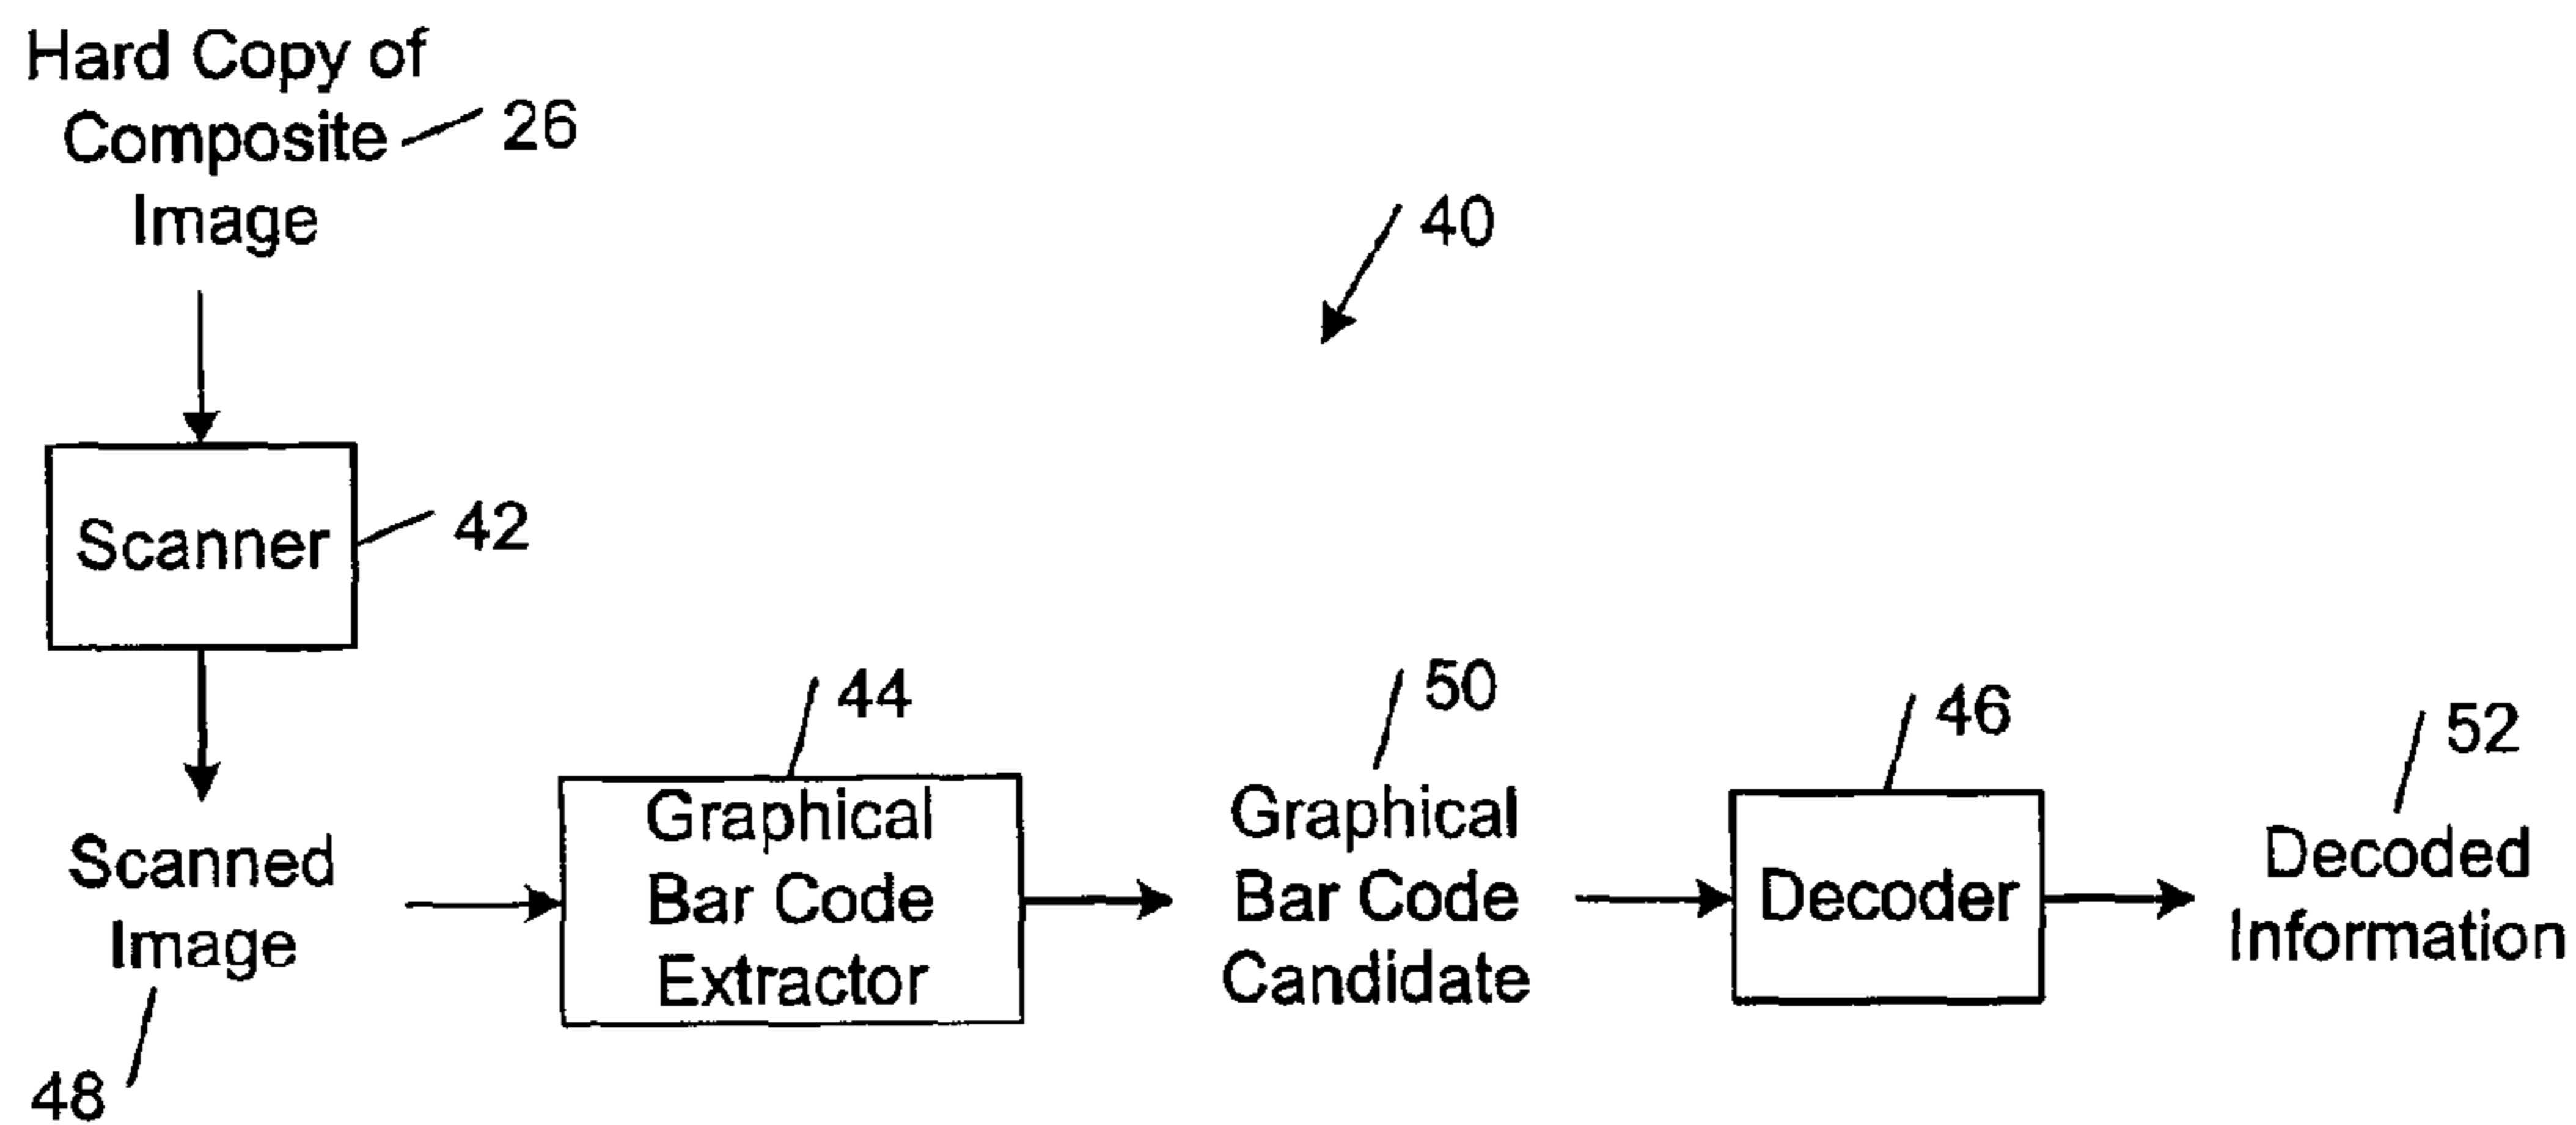 Hard Copy of
Composite 26
Image
40
Scanner 42
44
50
46
52
Scanned
Image
48
Graphical
Bar Code
Extractor
Graphical
Bar Code
Candidate
Decoder
Decoded
Information